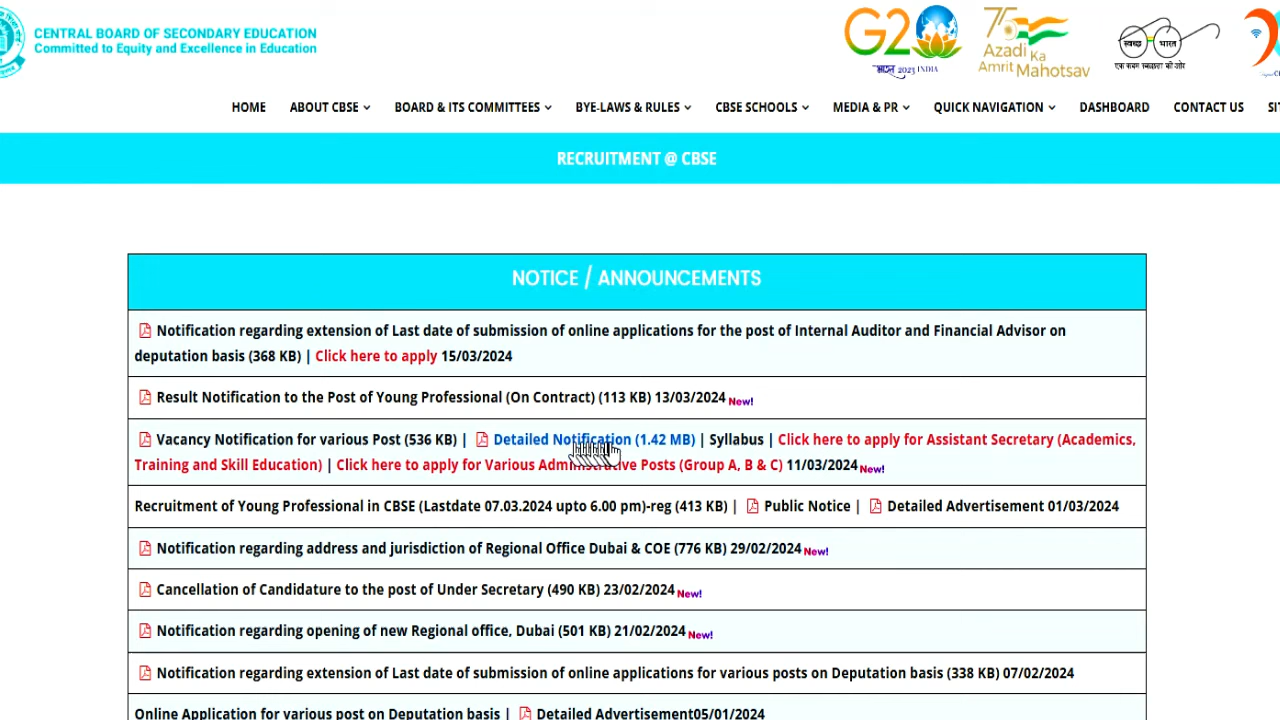 CENTRAL BOARD OF SECONDARY EDUCATION
Committed to Equity and Excellence in Education
G20
भारत 2023 INDIA
75
Azadi Ka
Amrit Mahotsav
स्वच्छ भारत
एक कदम स्वच्छता की ओर
HOME ABOUT CBSE BOARD & ITS COMMITTEES BYE-LAWS & RULES CBSE SCHOOLS MEDIA & PR QUICK NAVIGATION DASHBOARD CONTACT US SI
RECRUITMENT @ CBSE
NOTICE / ANNOUNCEMENTS
Notification regarding extension of Last date of submission of online applications for the post of Internal Auditor and Financial Advisor on
deputation basis (368 KB) | Click here to apply 15/03/2024
Result Notification to the Post of Young Professional (On Contract) (113 KB) 13/03/2024 New!
Vacancy Notification for various Post (536 KB) | Detailed Notification (1.42 MB) | Syllabus | Click here to apply for Assistant Secretary (Academics,
Training and Skill Education) | Click here to apply for Various Administrative Posts (Group A, B & C) 11/03/2024 New!
Recruitment of Young Professional in CBSE (Lastdate 07.03.2024 upto 6.00 pm)-reg (413 KB) | Public Notice | Detailed Advertisement 01/03/2024
Notification regarding address and jurisdiction of Regional Office Dubai & COE (776 KB) 29/02/2024 New!
Cancellation of Candidature to the post of Under Secretary (490 KB) 23/02/2024 New!
Notification regarding opening of new Regional office, Dubai (501 KB) 21/02/2024 New!
Notification regarding extension of Last date of submission of online applications for various posts on Deputation basis (338 KB) 07/02/2024
Online Application for various post on Deputation basis | Detailed Advertisement05/01/2024